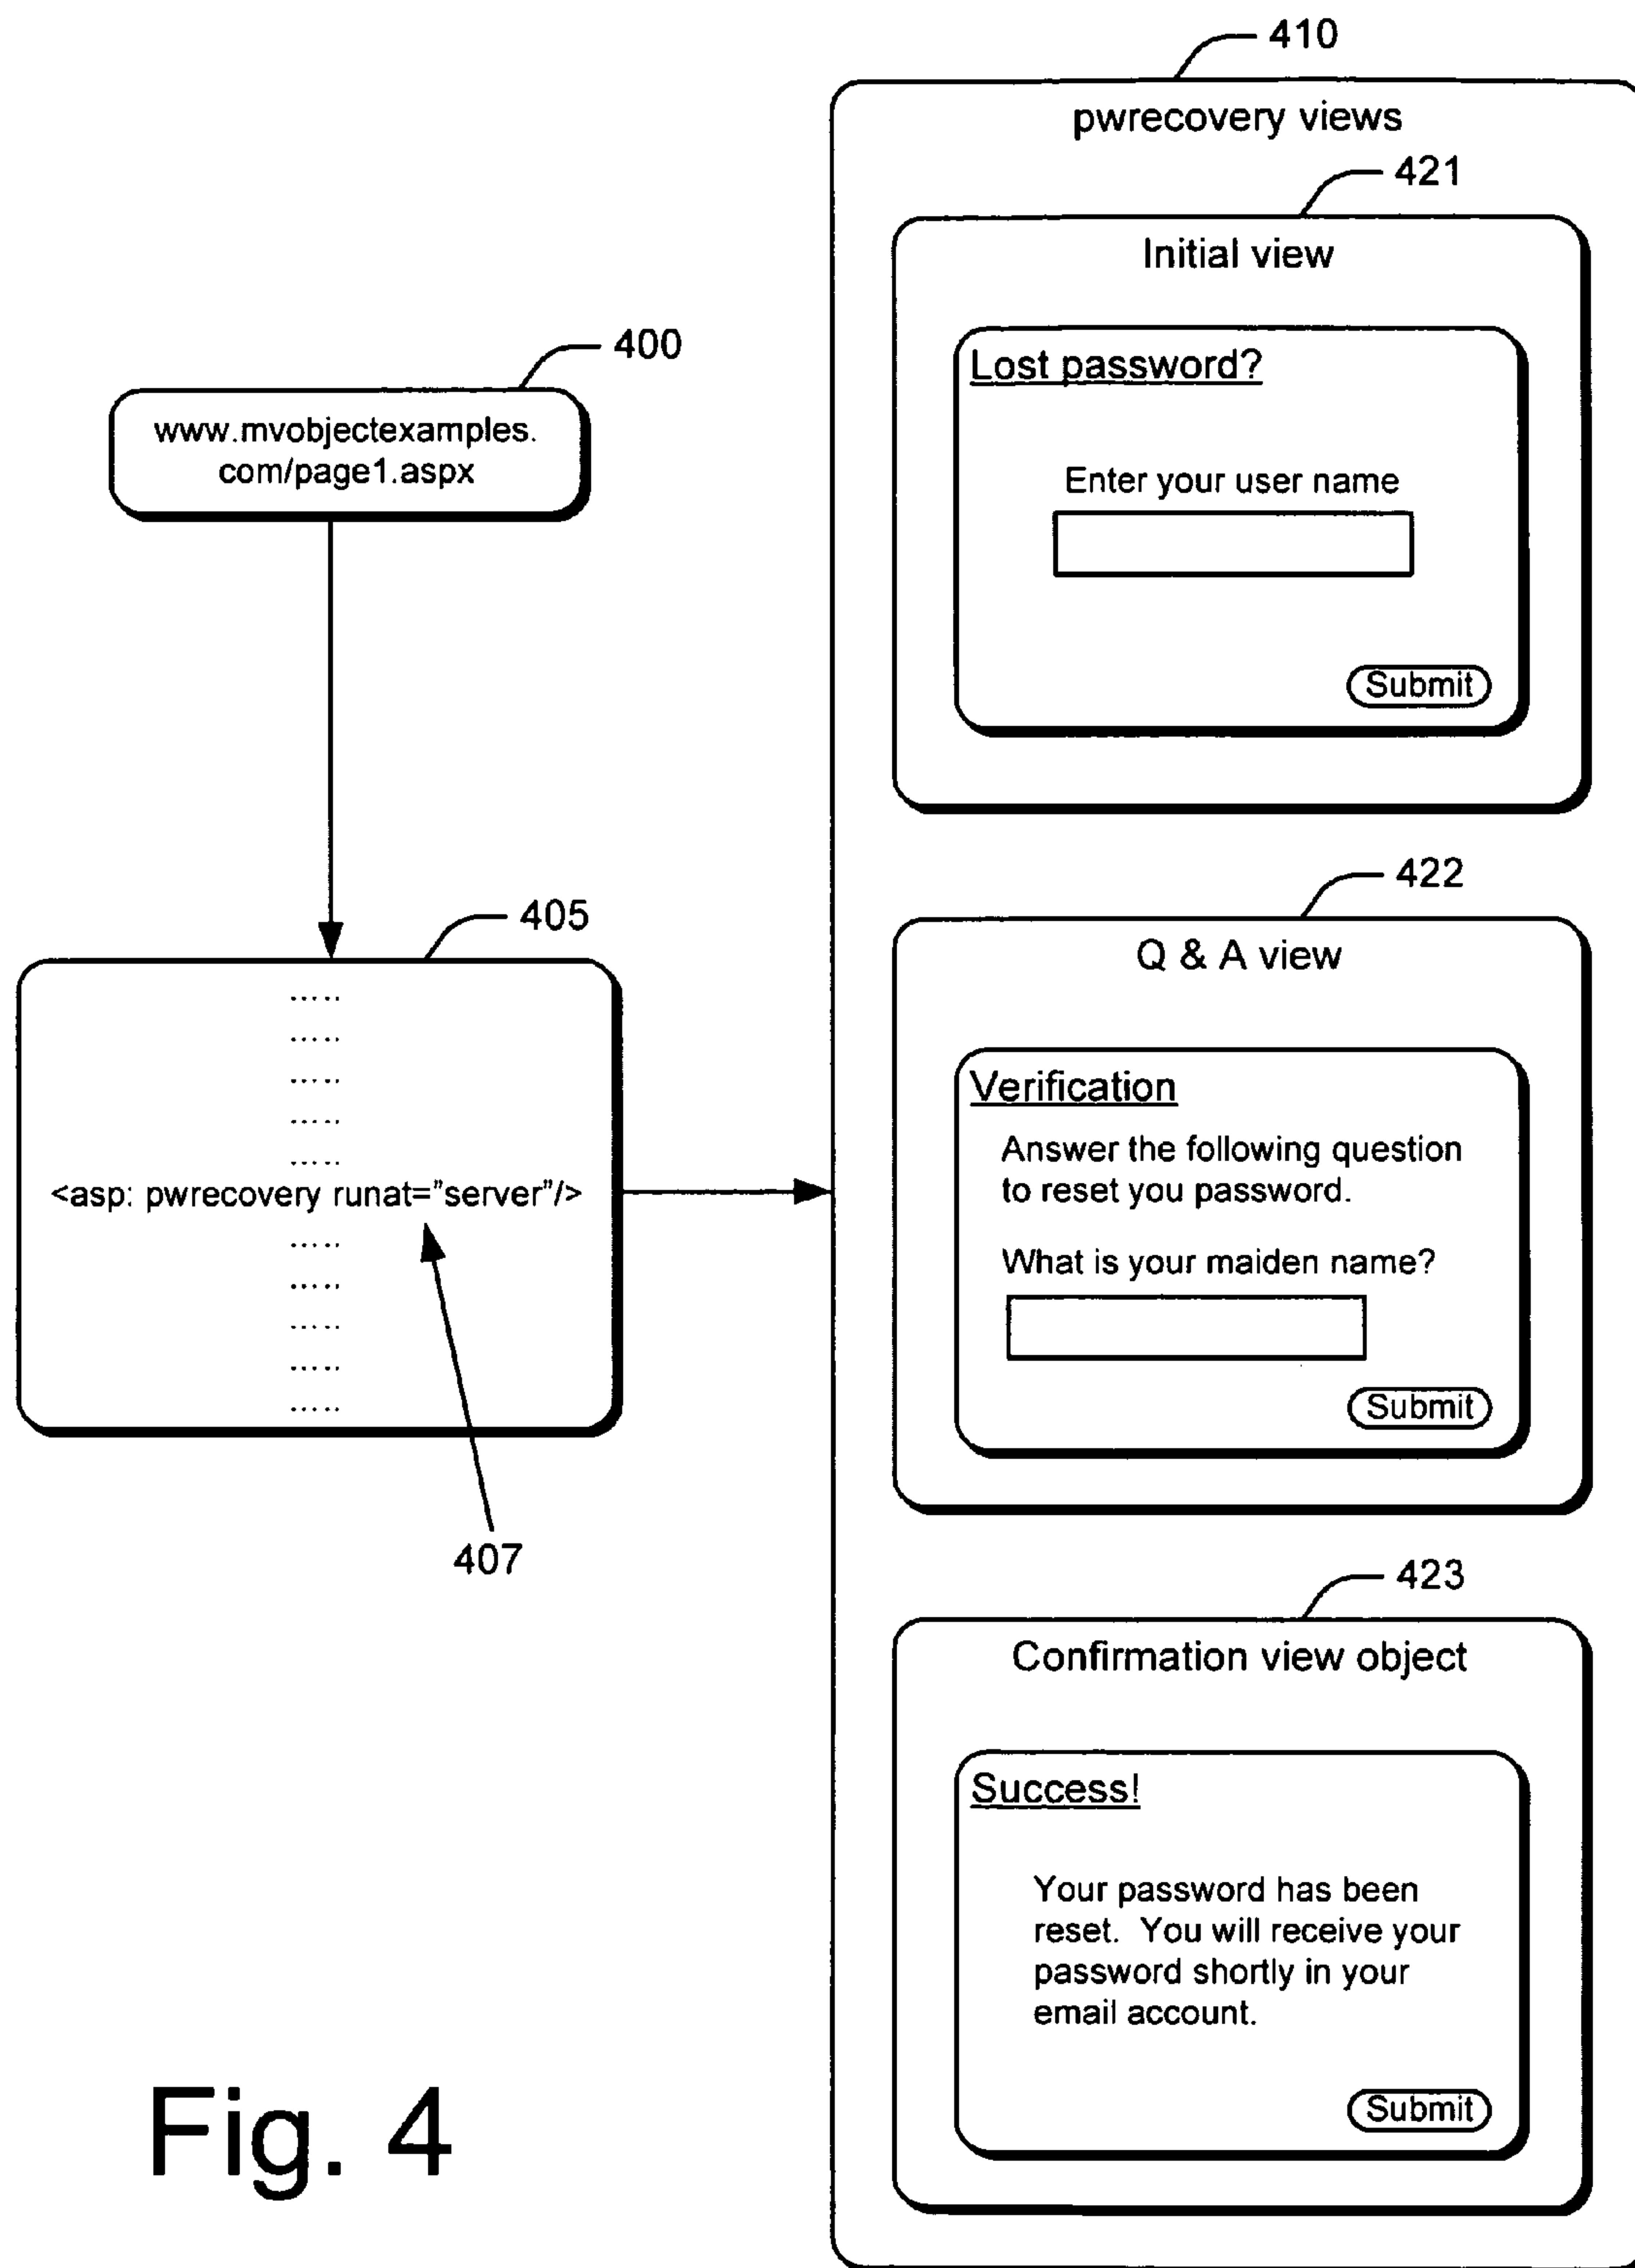 410
pwrecovery views
421
Initial view
Lost password?
Enter your user name
Submit
400
www.mvobjectexamples.
com/page1.aspx
405
.....
.....
.....
.....
.....
<asp: pwrecovery runat="server"/>
.....
.....
.....
.....
.....
407
422
Q & A view
Verification
Answer the following question
to reset you password.
What is your maiden name?
Submit
423
Confirmation view object
Success!
Your password has been
reset.  You will receive your
password shortly in your
email account.
Submit
Fig. 4